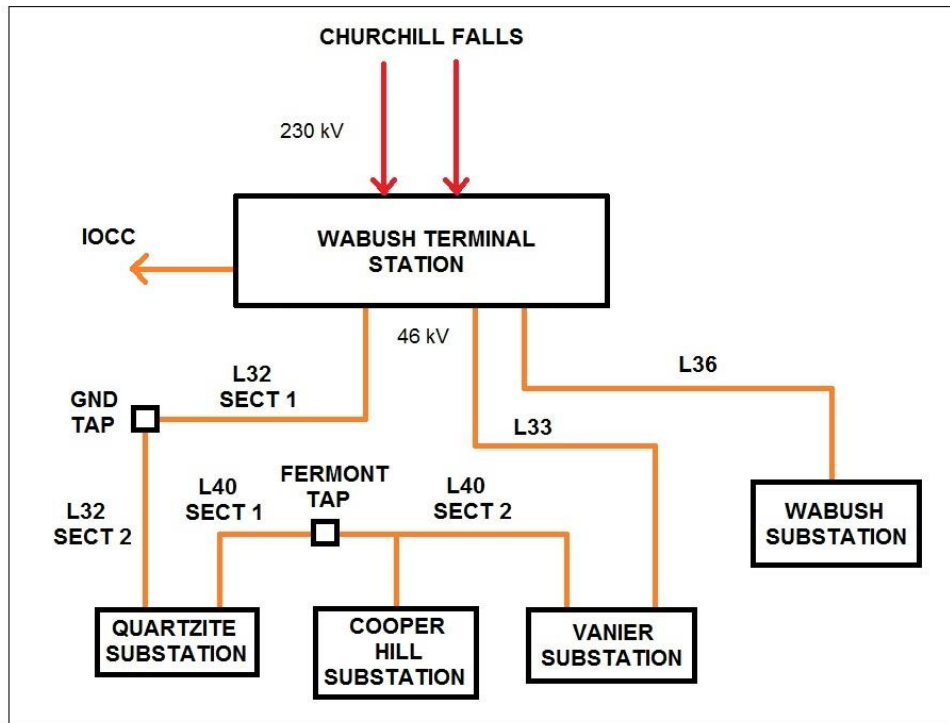 CHURCHILL FALLS
230 kV
IOCC
WABUSH TERMINAL
STATION
46 kV
L32
SECT 1
GND
TAP
L36
L33
L32
SECT 2
L40
SECT 1
FERMONT
TAP
L40
SECT 2
WABUSH
SUBSTATION
QUARTZITE
SUBSTATION
COOPER
HILL
SUBSTATION
VANIER
SUBSTATION